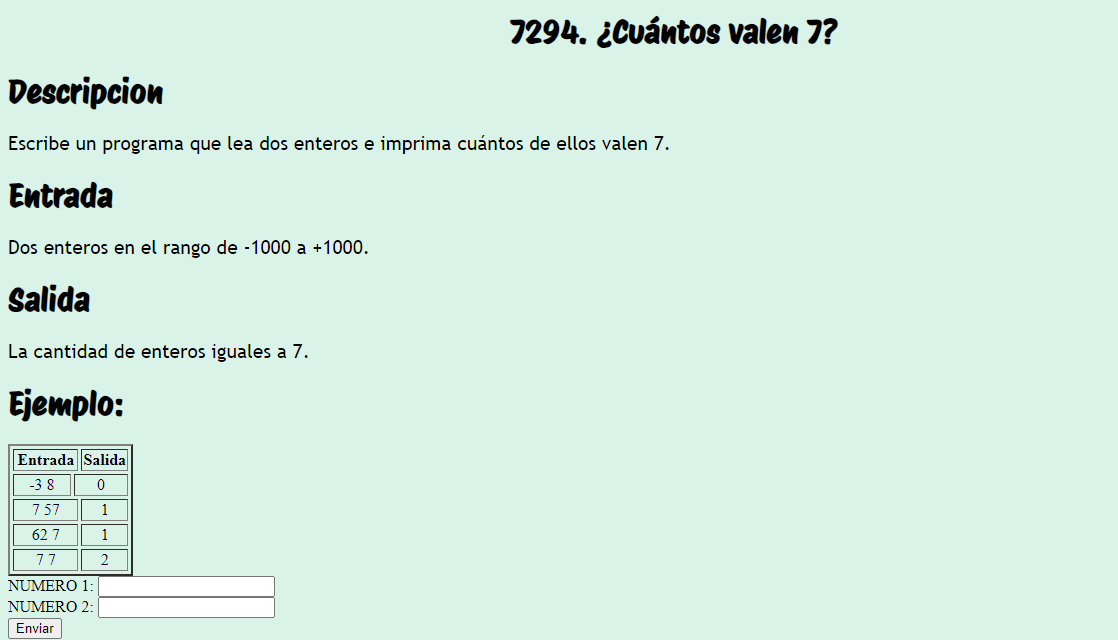 7294. ¿Cuántos valen 7?
Descripcion
Escribe un programa que lea dos enteros e imprima cuántos de ellos valen 7.
Entrada
Dos enteros en el rango de -1000 a +1000.
Salida
La cantidad de enteros iguales a 7.
Ejemplo:
Entrada Salida
-3 8 0
7 57 1
62 7 1
7 7 2
NUMERO 1:
NUMERO 2:
Enviar